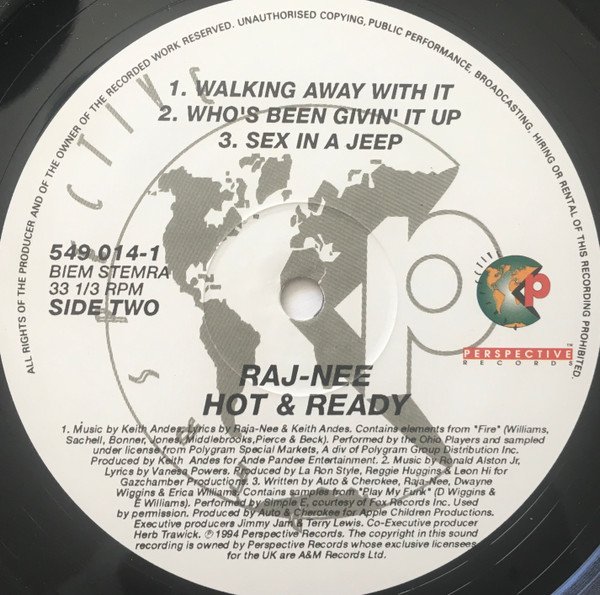 ALL RIGHTS OF THE PRODUCER AND OF THE OWNER OF THE RECORDED WORK RESERVED. UNAUTHORISED COPYING, PUBLIC PERFORMANCE, BROADCASTING, HIRING OR RENTAL OF THIS RECORDING PROHIBITED.
1. WALKING AWAY WITH IT
2. WHO'S BEEN GIVIN' IT UP
3. SEX IN A JEEP
549 014-1
BIEM STEMRA
33 1/3 RPM
SIDE TWO
p
p
PERSPECTIVE™
RECORDS
RAJ-NEE
HOT & READY
1. Music by Keith Andes, Lyrics by Raja-Nee & Keith Andes. Contains elements from "Fire" (Williams,
Sachell, Bonner, Jones, Middlebrooks, Pierce & Beck). Performed by the Ohio Players and sampled
under license from Polygram Special Markets, A div of Polygram Group Distribution Inc.
Produced by Keith Andes for Ande Pandee Entertainment. 2. Music by Ronald Alston Jr,
Lyrics by Vanesa Powers. Produced by La Ron Style, Reggie Huggins & Leon Hi for
Gazchamber Productions. 3. Written by Auto & Cherokee, Raja-Nee, Dwayne
Wiggins & Erica Williams. Contains samples from "Play My Funk" (D Wiggins &
E Williams). Performed by Simple E, courtesy of Fox Records Inc. Used
by permission. Produced by Auto & Cherokee for Apple Children Productions.
Executive producers Jimmy Jam & Terry Lewis. Co-Executive producer
Herb Trawick. ℗ 1994 Perspective Records. The copyright in this sound
recording is owned by Perspective Records whose exclusive licensees
for the UK are A&M Records Ltd.